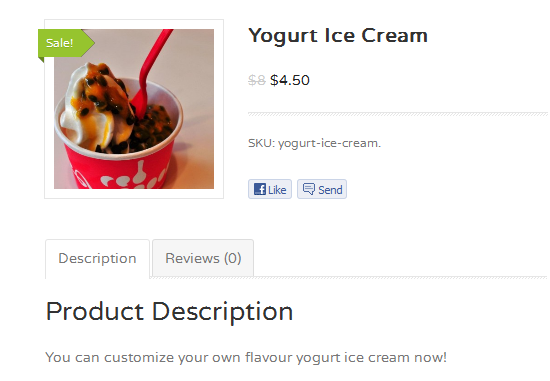 Sale!
Yogurt Ice Cream
$8 $4.50
SKU: yogurt-ice-cream.
Like Send
Description Reviews (0)
Product Description
You can customize your own flavour yogurt ice cream now!